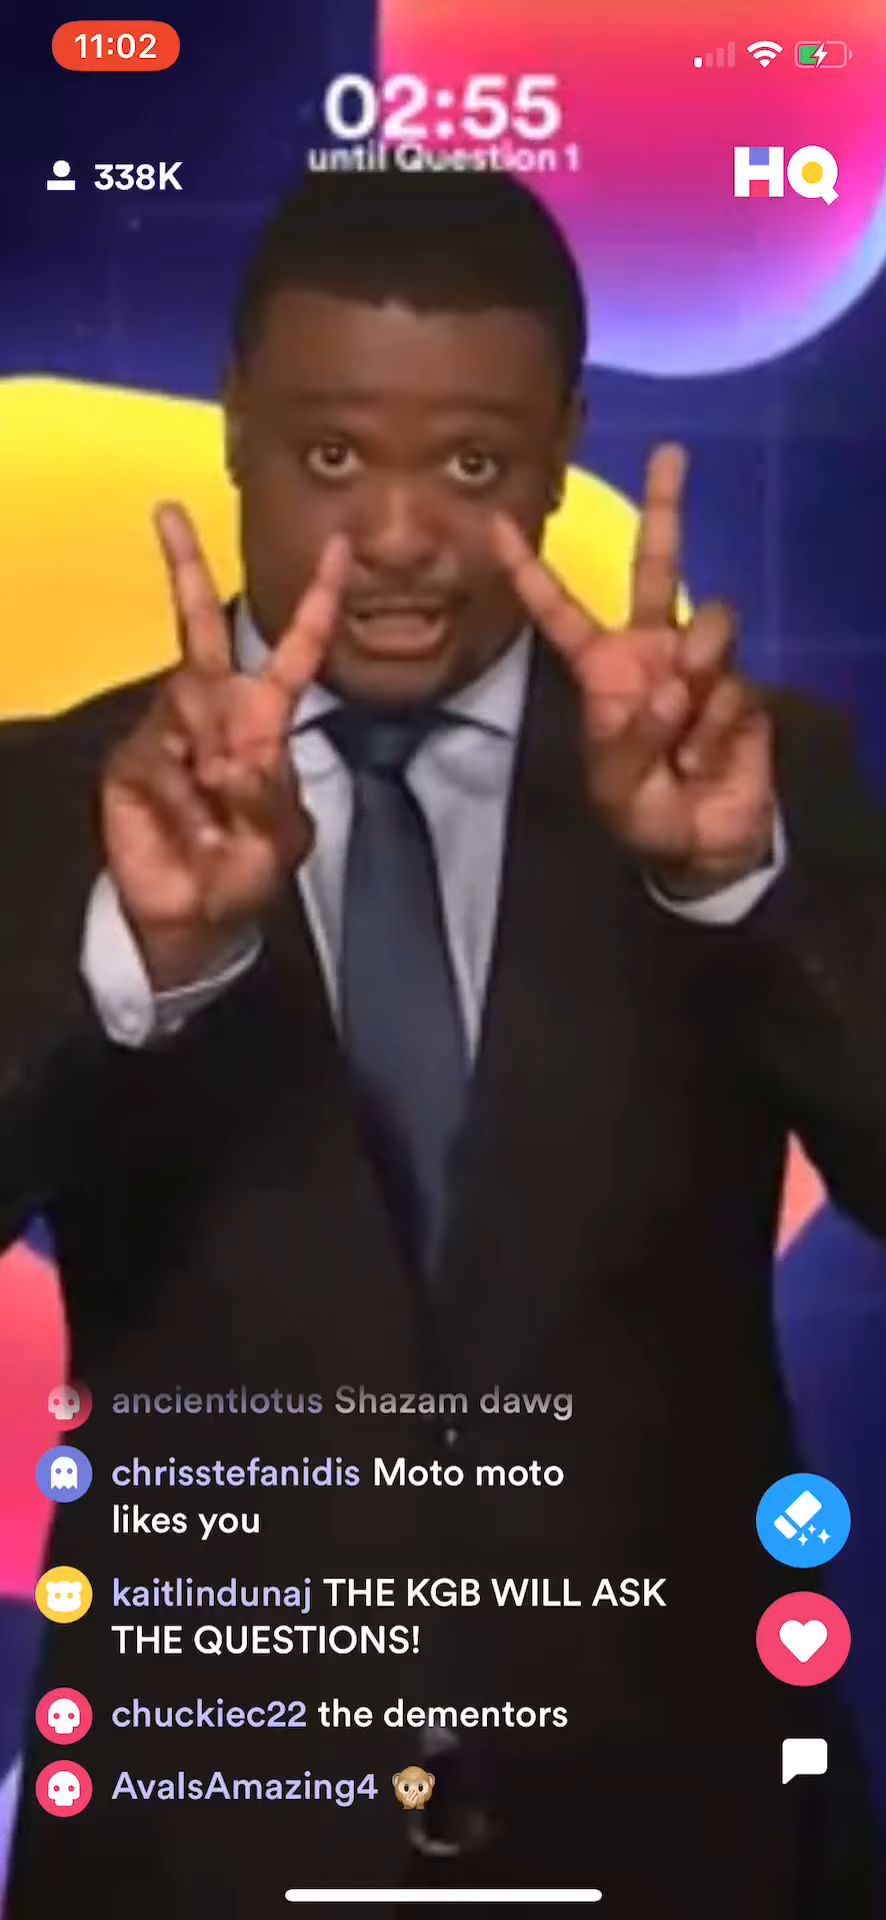 11:02
02:55
until Question 1
338K
HQ
ancientlotus Shazam dawg
chrisstefanidis Moto moto
likes you
kaitlindunaj THE KGB WILL ASK
THE QUESTIONS!
chuckiec22 the dementors
AvaIsAmazing4 🙊